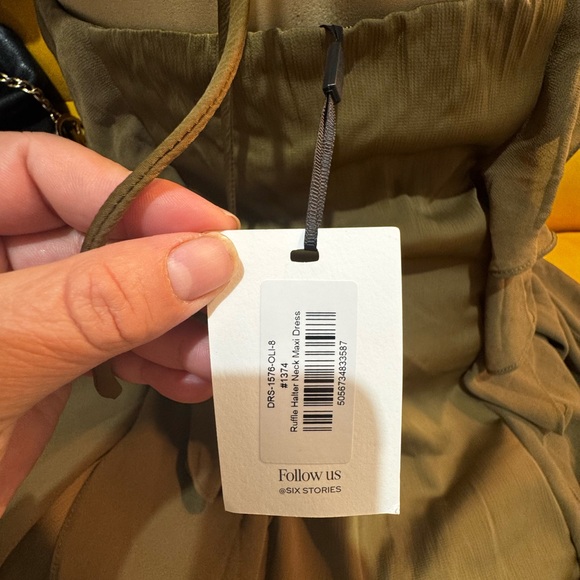 DRS-1576-OLI-8
#1374
Ruffle Halter Neck Maxi Dress
5056734833587
Follow us
@SIX STORIES